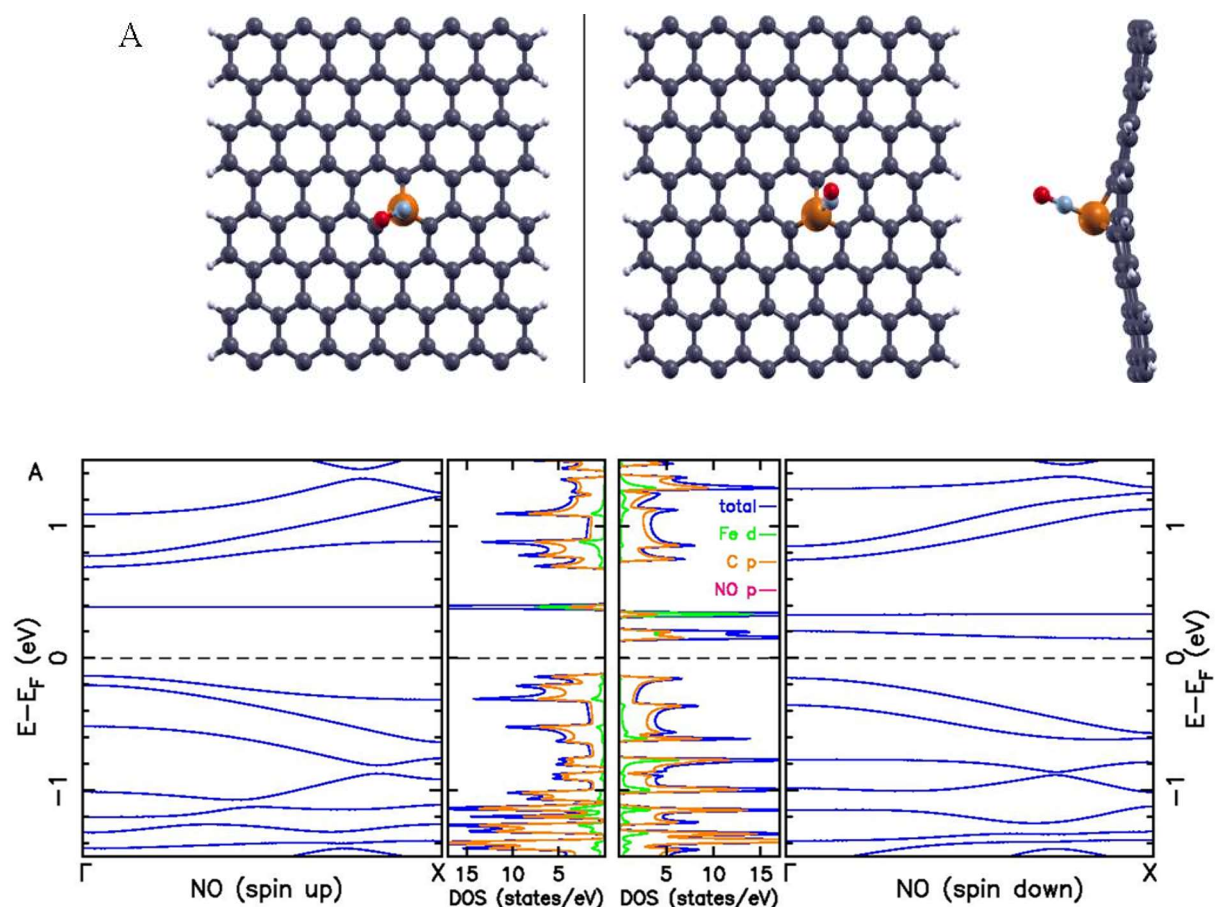 A
A
E−E_F (eV)
1
0
−1
total
Fe d
C p
NO p
1
0
−1
E−E_F (eV)
Γ
X
15
10
5
5
10
15
Γ
X
NO (spin up)
DOS (states/eV)
DOS (states/eV)
NO (spin down)